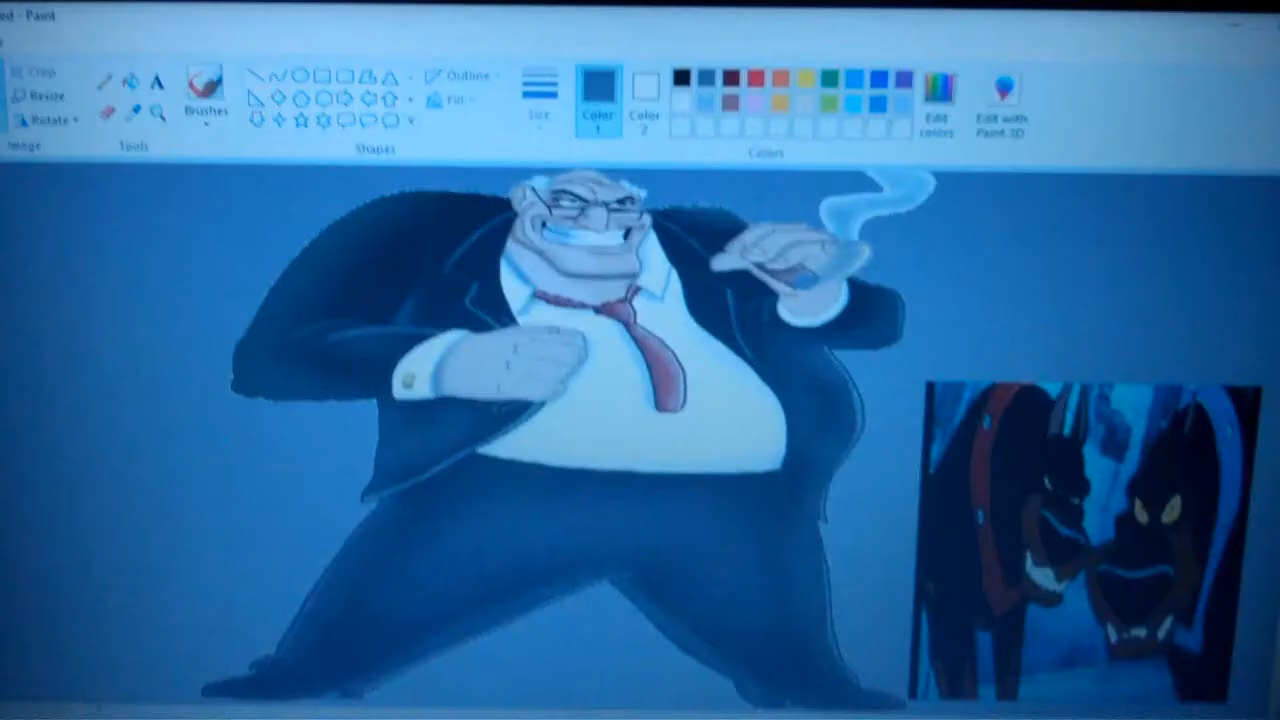 ed - Paint
Crop
Resize
Rotate
Image
A
Tools
Brushes
Shapes
Outline
Fill
Size
Color 1
Color 2
Colors
Edit colors
Edit with Paint 3D